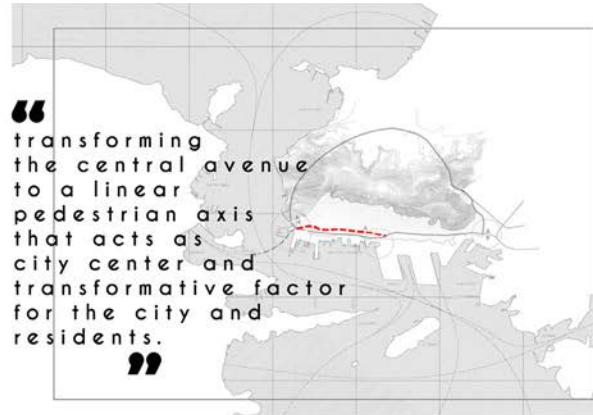 “
transforming
the central avenue
to a linear
pedestrian axis
that acts as
city center and
transformative factor
for the city and
residents.
”